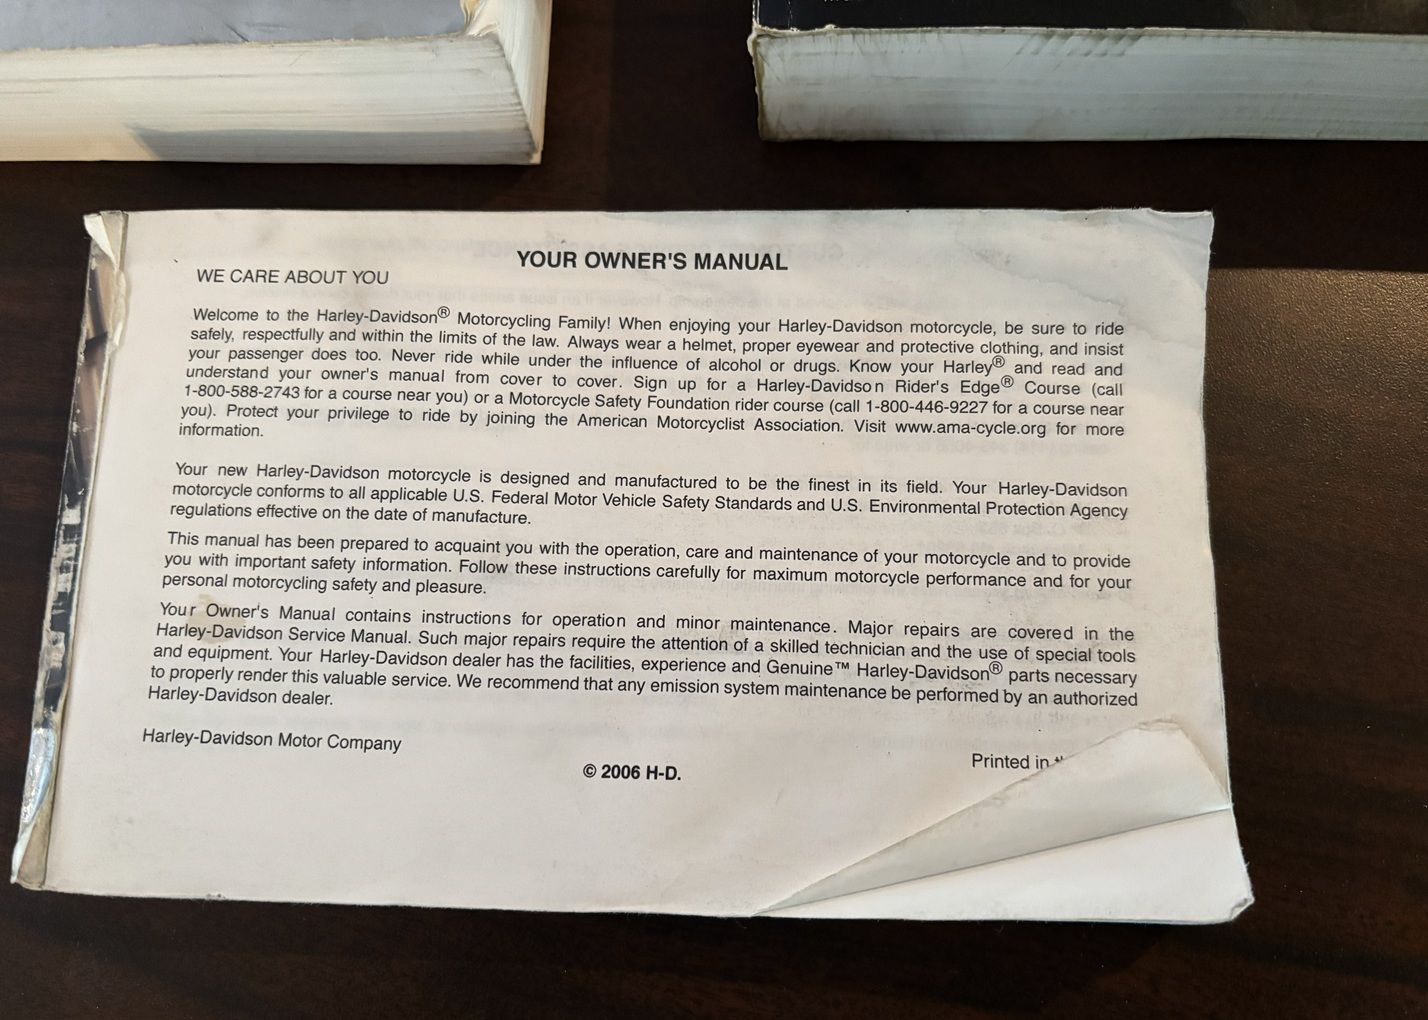 YOUR OWNER'S MANUAL
WE CARE ABOUT YOU
Welcome to the Harley-Davidson® Motorcycling Family! When enjoying your Harley-Davidson motorcycle, be sure to ride
safely, respectfully and within the limits of the law. Always wear a helmet, proper eyewear and protective clothing, and insist
your passenger does too. Never ride while under the influence of alcohol or drugs. Know your Harley® and read and
understand your owner's manual from cover to cover. Sign up for a Harley-Davidson Rider's Edge® Course (call
1-800-588-2743 for a course near you) or a Motorcycle Safety Foundation rider course (call 1-800-446-9227 for a course near
you). Protect your privilege to ride by joining the American Motorcyclist Association. Visit www.ama-cycle.org for more
information.
Your new Harley-Davidson motorcycle is designed and manufactured to be the finest in its field. Your Harley-Davidson
motorcycle conforms to all applicable U.S. Federal Motor Vehicle Safety Standards and U.S. Environmental Protection Agency
regulations effective on the date of manufacture.
This manual has been prepared to acquaint you with the operation, care and maintenance of your motorcycle and to provide
you with important safety information. Follow these instructions carefully for maximum motorcycle performance and for your
personal motorcycling safety and pleasure.
Your Owner's Manual contains instructions for operation and minor maintenance. Major repairs are covered in the
Harley-Davidson Service Manual. Such major repairs require the attention of a skilled technician and the use of special tools
and equipment. Your Harley-Davidson dealer has the facilities, experience and Genuine™ Harley-Davidson® parts necessary
to properly render this valuable service. We recommend that any emission system maintenance be performed by an authorized
Harley-Davidson dealer.
Harley-Davidson Motor Company
© 2006 H-D.
Printed in